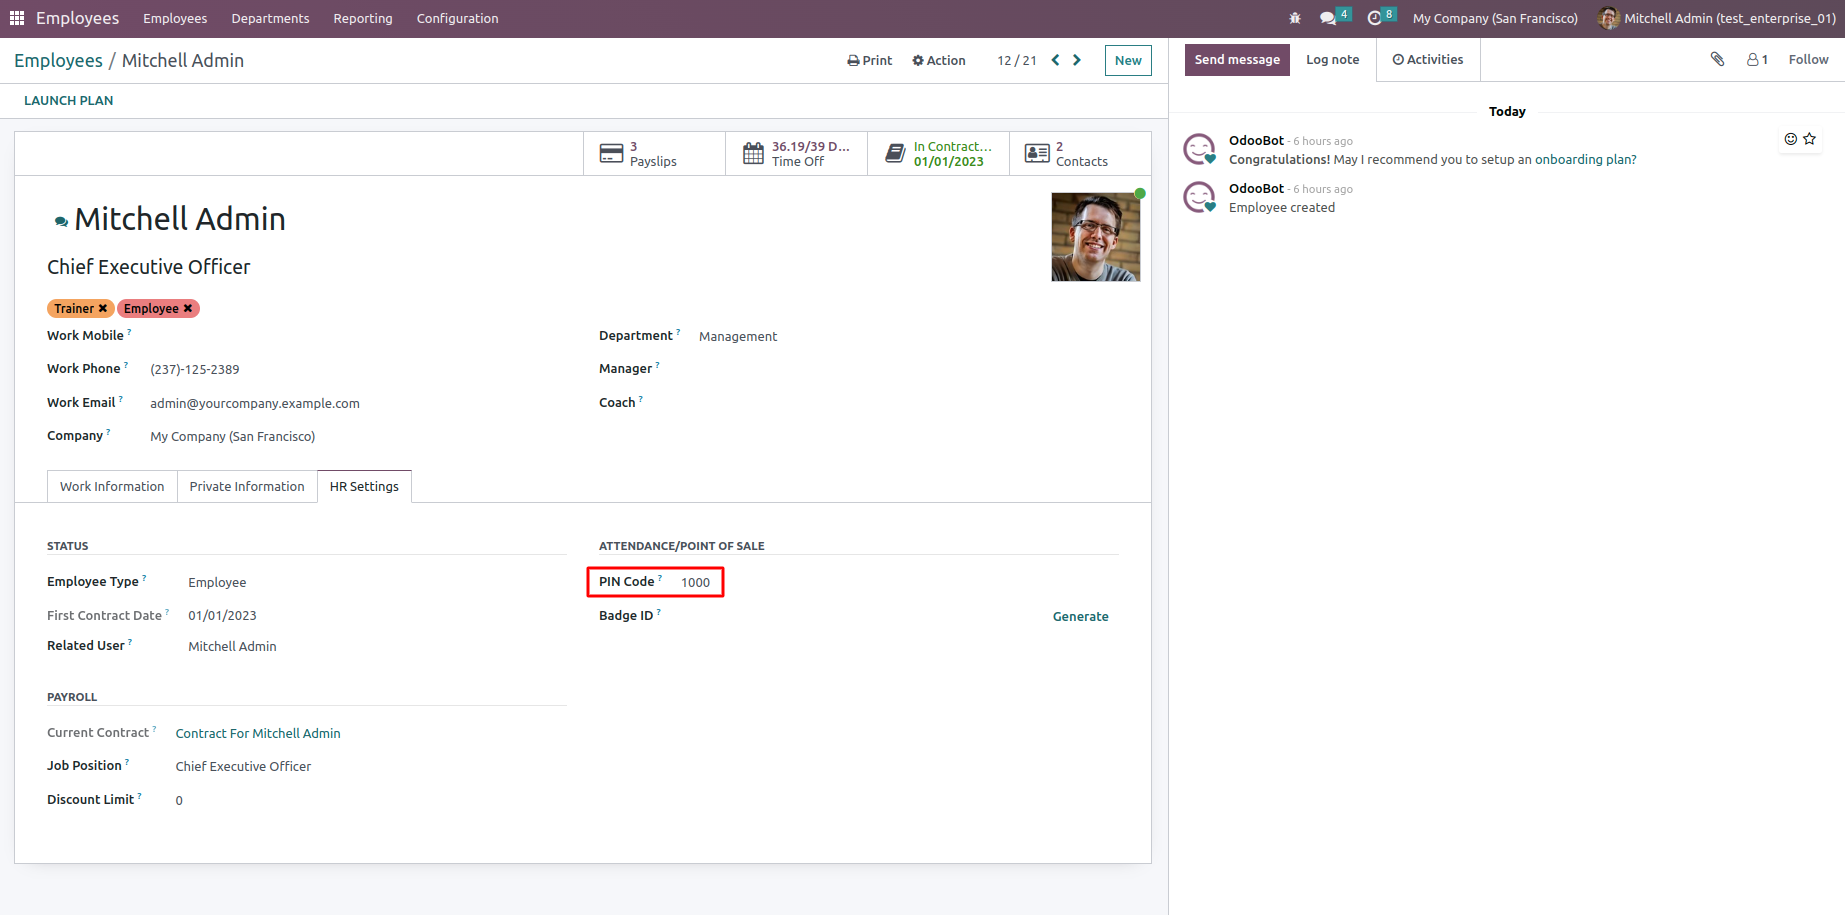 Employees Employees Departments Reporting Configuration 4 8 My Company (San Francisco) Mitchell Admin (test_enterprise_01)
Employees / Mitchell Admin Print Action 12 / 21 New
LAUNCH PLAN
3 Payslips
36.19/39 D... Time Off
In Contract... 01/01/2023
2 Contacts
Mitchell Admin
Chief Executive Officer
Trainer ✖ Employee ✖
Work Mobile ?
Work Phone ? (237)-125-2389
Work Email ? admin@yourcompany.example.com
Company ? My Company (San Francisco)
Department ? Management
Manager ?
Coach ?
Work Information Private Information HR Settings
STATUS
Employee Type ? Employee
First Contract Date ? 01/01/2023
Related User ? Mitchell Admin
ATTENDANCE/POINT OF SALE
PIN Code ? 1000
Badge ID ? Generate
PAYROLL
Current Contract ? Contract For Mitchell Admin
Job Position ? Chief Executive Officer
Discount Limit ? 0
Send message Log note Activities 1 Follow
Today
OdooBot - 6 hours ago
Congratulations! May I recommend you to setup an onboarding plan?
OdooBot - 6 hours ago
Employee created